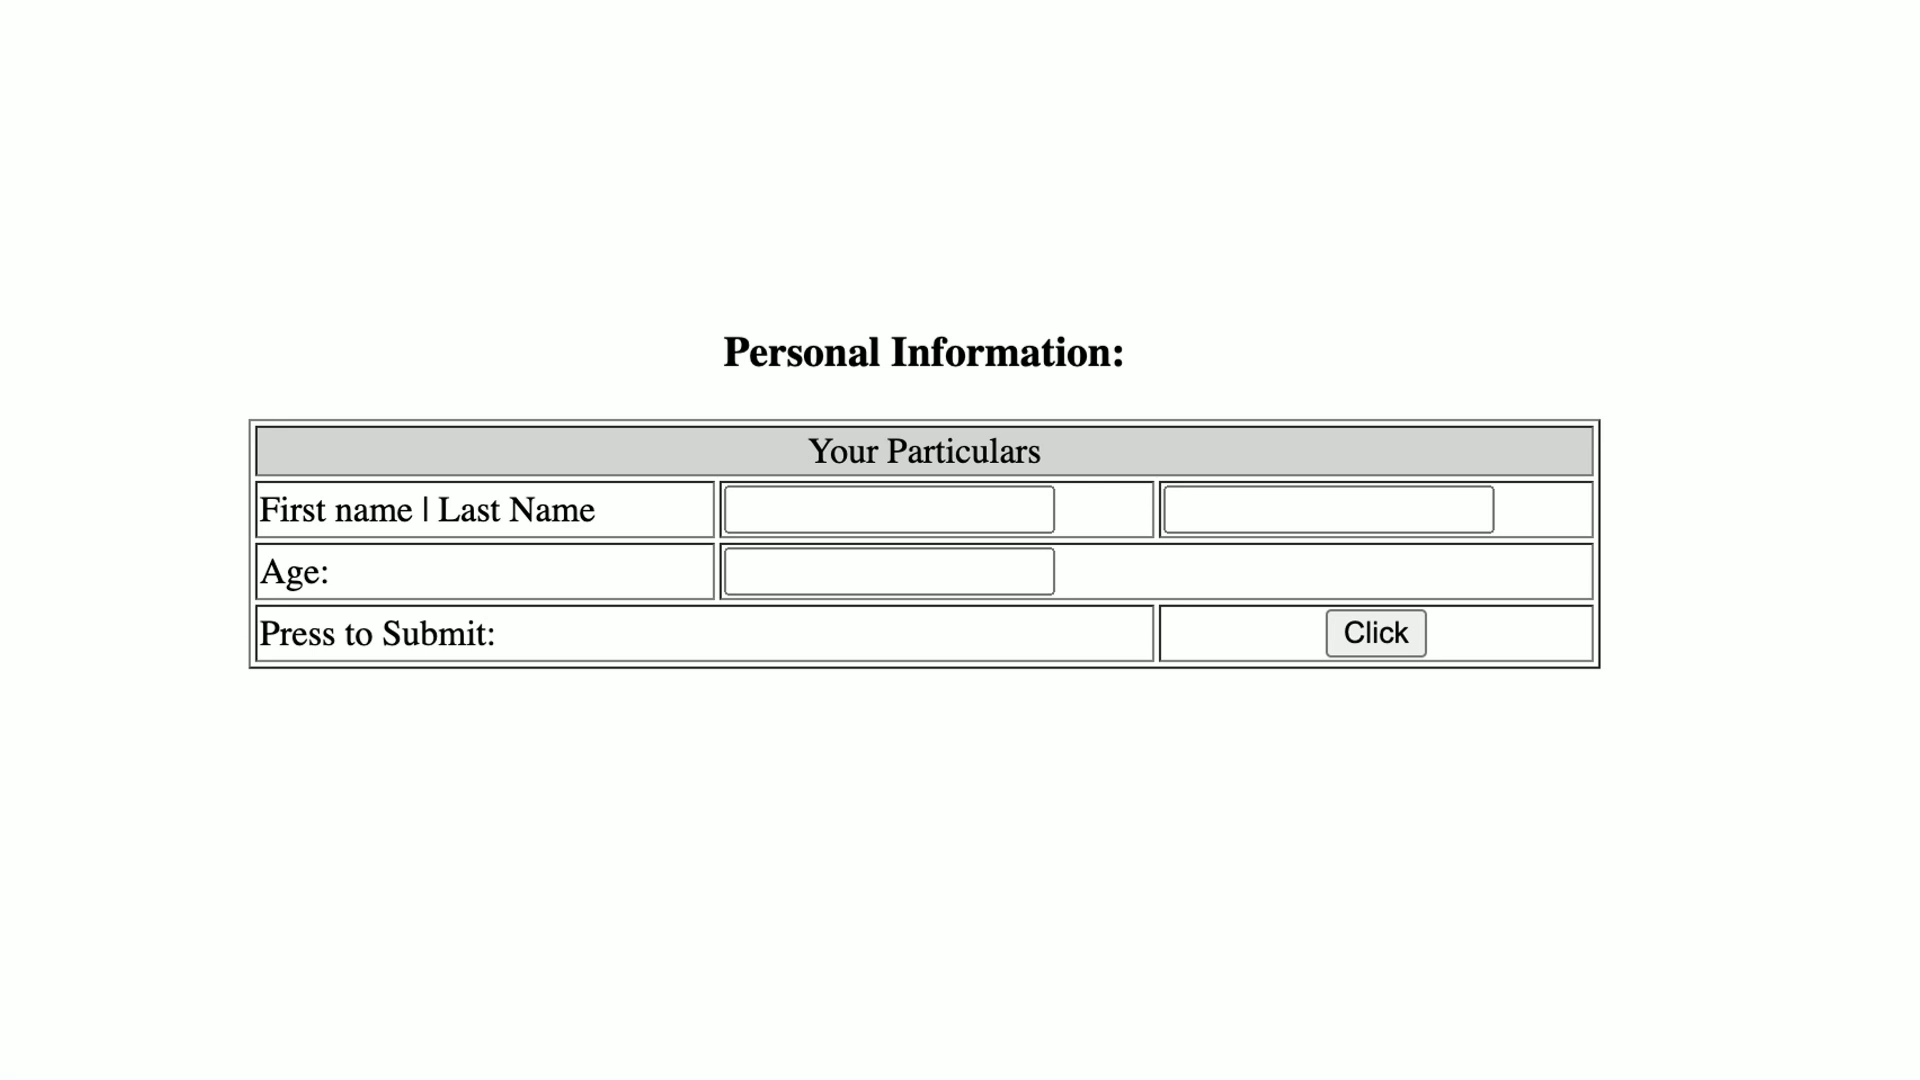 Personal Information:
Your Particulars
First name | Last Name
Age:
Press to Submit:
Click